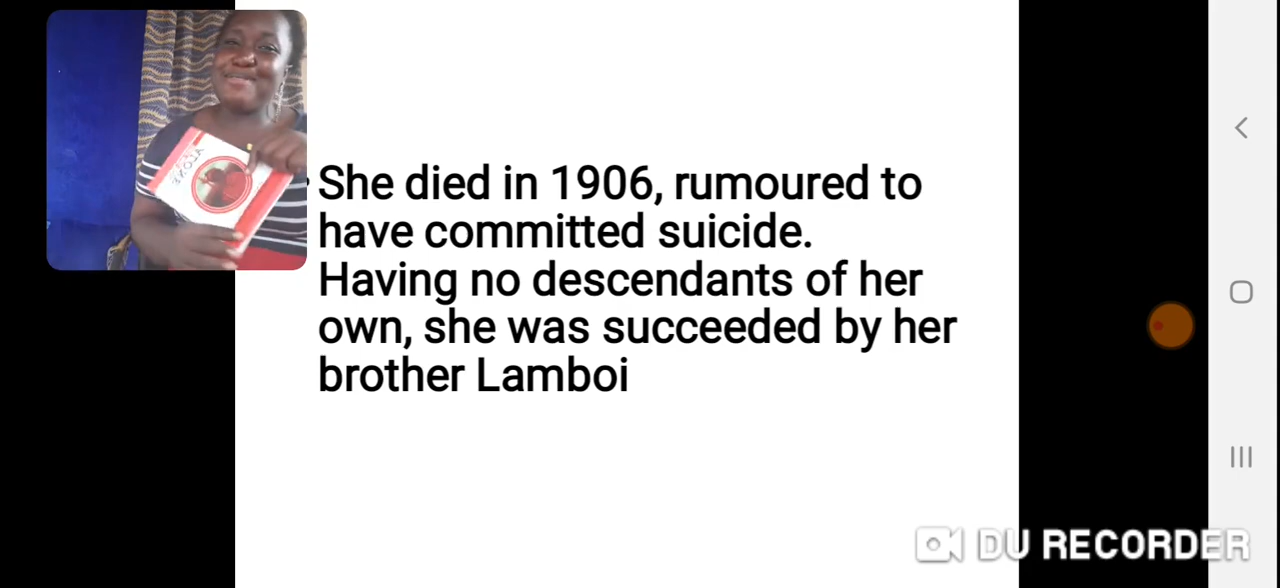 She died in 1906, rumoured to
have committed suicide.
Having no descendants of her
own, she was succeeded by her
brother Lamboi
DU RECORDER